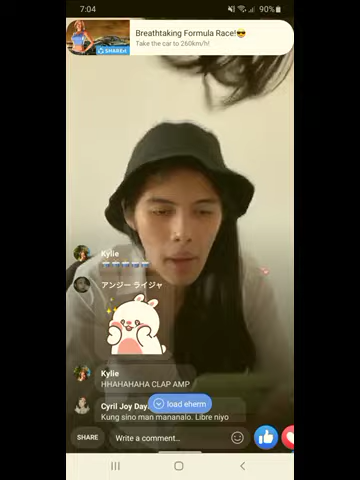 7:04
90%
Breathtaking Formula Race!😎
Take the car to 260km/h!
SHARE
Kylie
アンジー ライジャ
Kylie
HHAHAHAHA CLAP AMP
Cyril Joy Day
load eherm
Kung sino man mananalo. Libre niyo
SHARE
Write a comment…